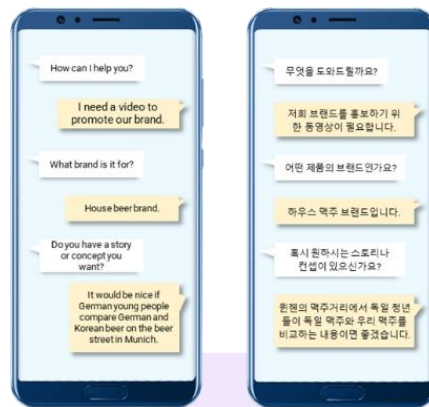 How can I help you?
I need a video to
promote our brand.
What brand is it for?
House beer brand.
Do you have a story
or concept you
want?
It would be nice if
German young people
compare German and
Korean beer on the beer
street in Munich.
무엇을 도와드릴까요?
저희 브랜드를 홍보하기 위
한 동영상이 필요합니다.
어떤 제품의 브랜드인가요?
하우스 맥주 브랜드입니다.
혹시 원하시는 스토리나
컨셉이 있으신가요?
뮌헨의 맥주거리에서 독일 청년
들이 독일 맥주와 우리 맥주를
비교하는 내용이면 좋겠습니다.